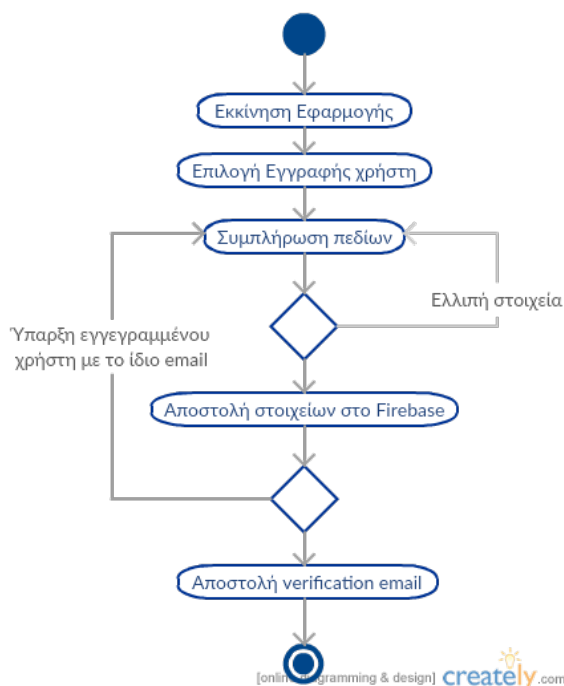 Εκκίνηση Εφαρμογής
Επιλογή Εγγραφής χρήστη
Συμπλήρωση πεδίων
Ελλιπή στοιχεία
Ύπαρξη εγγεγραμμένου
χρήστη με το ίδιο email
Αποστολή στοιχείων στο Firebase
Αποστολή verification email
[online diagramming & design] creately.com